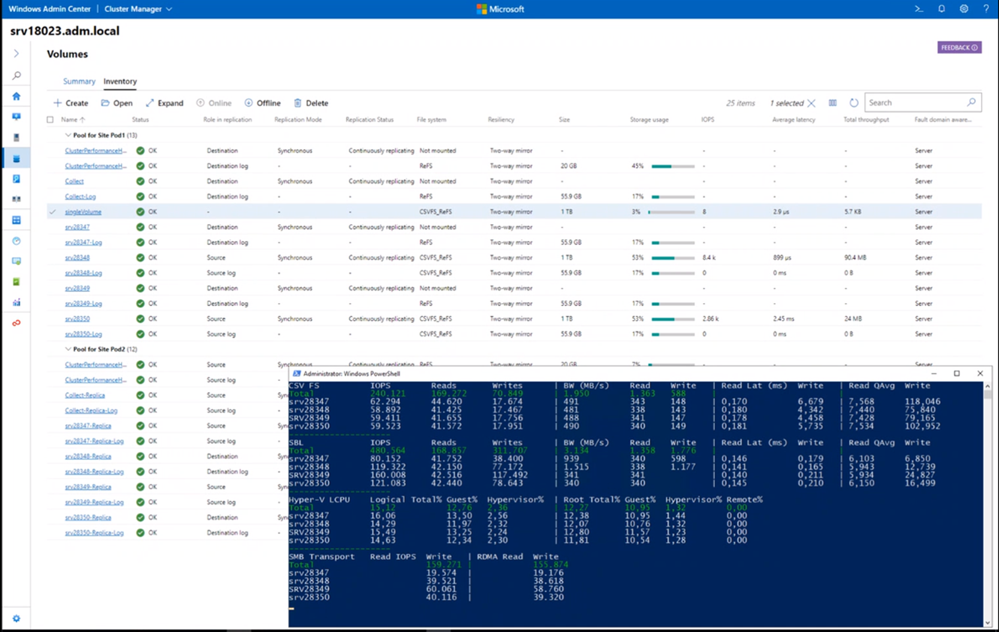 Windows Admin Center | Cluster Manager Microsoft >_ ?
srv18023.adm.local
Volumes FEEDBACK
Summary Inventory
Create Open Expand Online Offline Delete 25 items 1 selected Search
Name Status Role in replication Replication Mode Replication Status File system Resiliency Size Storage usage IOPS Average latency Total throughput Fault domain aware...
Pool for Site Pod1 (13)
ClusterPerformanceH... OK Destination Synchronous Continuously replicating Not mounted Two-way mirror - - - - Server
ClusterPerformanceH... OK Destination log - - ReFS Two-way mirror 20 GB 45% - - - Server
Collect OK Destination Synchronous Continuously replicating Not mounted Two-way mirror - - - - Server
Collect-Log OK Destination log - - ReFS Two-way mirror 55.9 GB 17% - - - Server
singleVolume OK - - - CSVFS_ReFS Two-way mirror 1 TB 3% 8 2.9 µs 5.7 KB Server
srv28347 OK Destination Synchronous Continuously replicating Not mounted Two-way mirror - - - - Server
srv28347-Log OK Destination log - - ReFS Two-way mirror 55.9 GB 17% - - - Server
srv28348 OK Source Synchronous Continuously replicating CSVFS_ReFS Two-way mirror 1 TB 53% 8.4 k 899 µs 90.4 MB Server
srv28348-Log OK Source log - - CSVFS_ReFS Two-way mirror 55.9 GB 17% 0 0 ms 0 B Server
srv28349 OK Destination Synchronous Continuously replicating Not mounted Two-way mirror - - - - Server
srv28349-Log OK Destination log - - ReFS Two-way mirror 55.9 GB 17% - - - Server
srv28350 OK Source Synchronous Continuously replicating CSVFS_ReFS Two-way mirror 1 TB 53% 2.86 k 2.45 ms 24 MB Server
srv28350-Log OK Source log - - CSVFS_ReFS Two-way mirror 55.9 GB 17% 0 0 ms 0 B Server
Pool for Site Pod2 (12)
ClusterPerformanceH... OK Source Synchronous Continuously replicating ReFS Two-way mirror 20 GB 7% - - - Server
ClusterPerformanceH... OK Source log -
Collect-Replica OK Source Syn
Collect-Replica-Log OK Source log -
srv28347-Replica OK Source Syn
srv28347-Replica-Log OK Source log -
srv28348-Replica OK Destination Syn
srv28348-Replica-Log OK Destination log -
srv28349-Replica OK Source Syn
srv28349-Replica-Log OK Source log -
srv28350-Replica OK Destination Syn
srv28350-Replica-Log OK Destination log -
Administrator: Windows PowerShell
CSV FS IOPS Reads Writes | BW (MB/s) Read Write | Read Lat (ms) Write | Read QAvg Write
Total 240.121 169.272 70.849 | 1.950 1.363 588 | |
srv28347 62.294 44.620 17.674 | 491 343 148 | 0,170 6,679 | 7,568 118,046
srv28348 58.892 41.425 17.467 | 481 338 143 | 0,180 4,342 | 7,440 75,840
srv28349 59.411 41.655 17.756 | 488 341 147 | 0,178 4,458 | 7,428 79,165
srv28350 59.523 41.572 17.951 | 490 340 149 | 0,181 5,735 | 7,534 102,952
SBL IOPS Reads Writes | BW (MB/s) Read Write | Read Lat (ms) Write | Read QAvg Write
Total 480.564 168.857 311.707 | 3.134 1.358 1.776 | |
srv28347 80.152 41.752 38.400 | 939 340 598 | 0,146 0,179 | 6,103 6,850
srv28348 119.322 42.150 77.172 | 1.515 338 1.177 | 0,141 0,165 | 5,943 12,739
SRV28349 160.008 42.516 117.492 | 341 341 | 0,140 0,211 | 5,934 24,827
srv28350 121.083 42.440 78.643 | 340 340 | 0,145 0,210 | 6,150 16,499
Hyper-V LCPU Logical Total% Guest% Hypervisor% | Root Total% Guest% Hypervisor% Remote%
Total 15,12 12,76 2,36 | 12,27 10,95 1,32 0,00
srv28347 16,06 13,50 2,56 | 12,38 10,95 1,44 0,00
srv28348 14,29 11,97 2,32 | 12,07 10,76 1,32 0,00
SRV28349 15,49 13,25 2,24 | 12,80 11,57 1,23 0,00
srv28350 14,63 12,34 2,30 | 11,81 10,54 1,28 0,00
SMB Transport Read IOPS Write | RDMA Read Write
Total 159.271 | 155.874
srv28347 19.574 | 19.176
srv28348 39.521 | 38.618
SRV28349 60.061 | 58.760
srv28350 40.116 | 39.320